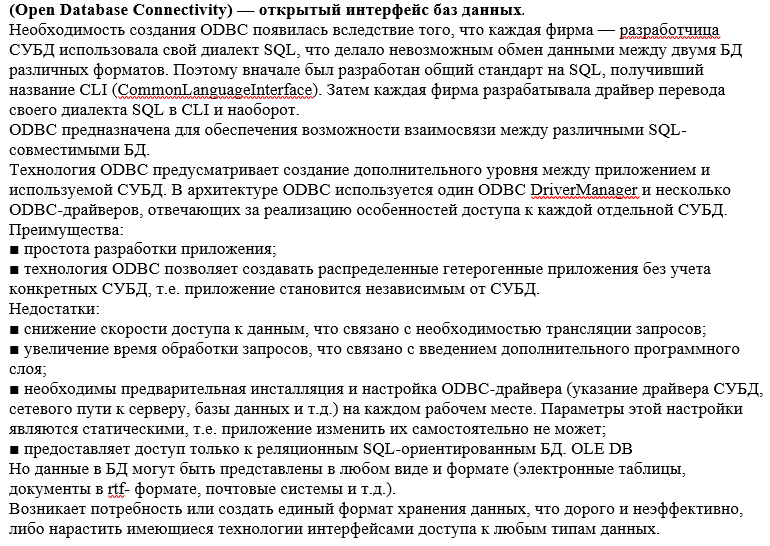 (Open Database Connectivity) — открытый интерфейс баз данных.
Необходимость создания ODBC появилась вследствие того, что каждая фирма — разработчица
СУБД использовала свой диалект SQL, что делало невозможным обмен данными между двумя БД
различных форматов. Поэтому вначале был разработан общий стандарт на SQL, получивший
название CLI (CommonLanguageInterface). Затем каждая фирма разрабатывала драйвер перевода
своего диалекта SQL в CLI и наоборот.
ODBC предназначена для обеспечения возможности взаимосвязи между различными SQL-
совместимыми БД.
Технология ODBC предусматривает создание дополнительного уровня между приложением и
используемой СУБД. В архитектуре ODBC используется один ODBC DriverManager и несколько
ODBC-драйверов, отвечающих за реализацию особенностей доступа к каждой отдельной СУБД.
Преимущества:
■ простота разработки приложения;
■ технология ODBC позволяет создавать распределенные гетерогенные приложения без учета
конкретных СУБД, т.е. приложение становится независимым от СУБД.
Недостатки:
■ снижение скорости доступа к данным, что связано с необходимостью трансляции запросов;
■ увеличение время обработки запросов, что связано с введением дополнительного программного
слоя;
■ необходимы предварительная инсталляция и настройка ODBC-драйвера (указание драйвера СУБД,
сетевого пути к серверу, базы данных и т.д.) на каждом рабочем месте. Параметры этой настройки
являются статическими, т.е. приложение изменить их самостоятельно не может;
■ предоставляет доступ только к реляционным SQL-ориентированным БД. OLE DB
Но данные в БД могут быть представлены в любом виде и формате (электронные таблицы,
документы в rtf- формате, почтовые системы и т.д.).
Возникает потребность или создать единый формат хранения данных, что дорого и неэффективно,
либо нарастить имеющиеся технологии интерфейсами доступа к любым типам данных.